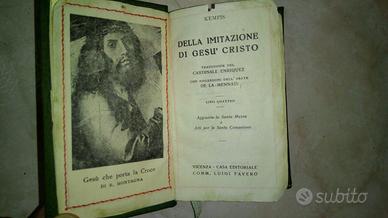 Gesù che porta la Croce
DI B. MONTAGNA
KEMPIS
DELLA IMITAZIONE
DI GESU' CRISTO
TRADUZIONE DEL
CARDINALE ENRIQUEZ
CON RIFLESSIONI DELL'ABATE
DE LA-MENNAIS
LIBRI QUATTRO
Aggiuntovi la Santa Messa
e
Atti per la Santa Comunione
VICENZA - CASA EDITORIALE
COMM. LUIGI FAVERO
subito